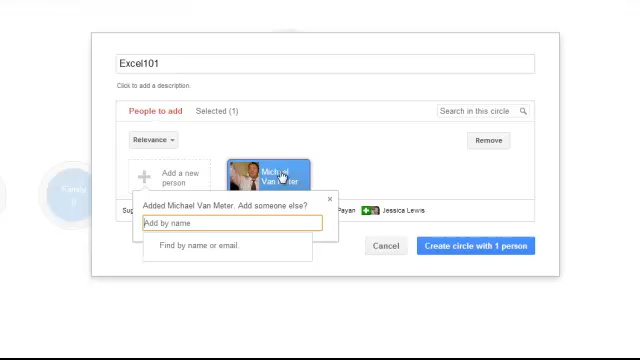 Excel101
Click to add a description.
People to add
Selected (1)
Search in this circle
Relevance
Remove
Add a new
person
Michael
Van Meter
Added Michael Van Meter. Add someone else?
×
Add by name
Find by name or email.
Sug
Payan
Jessica Lewis
Cancel
Create circle with 1 person
Family